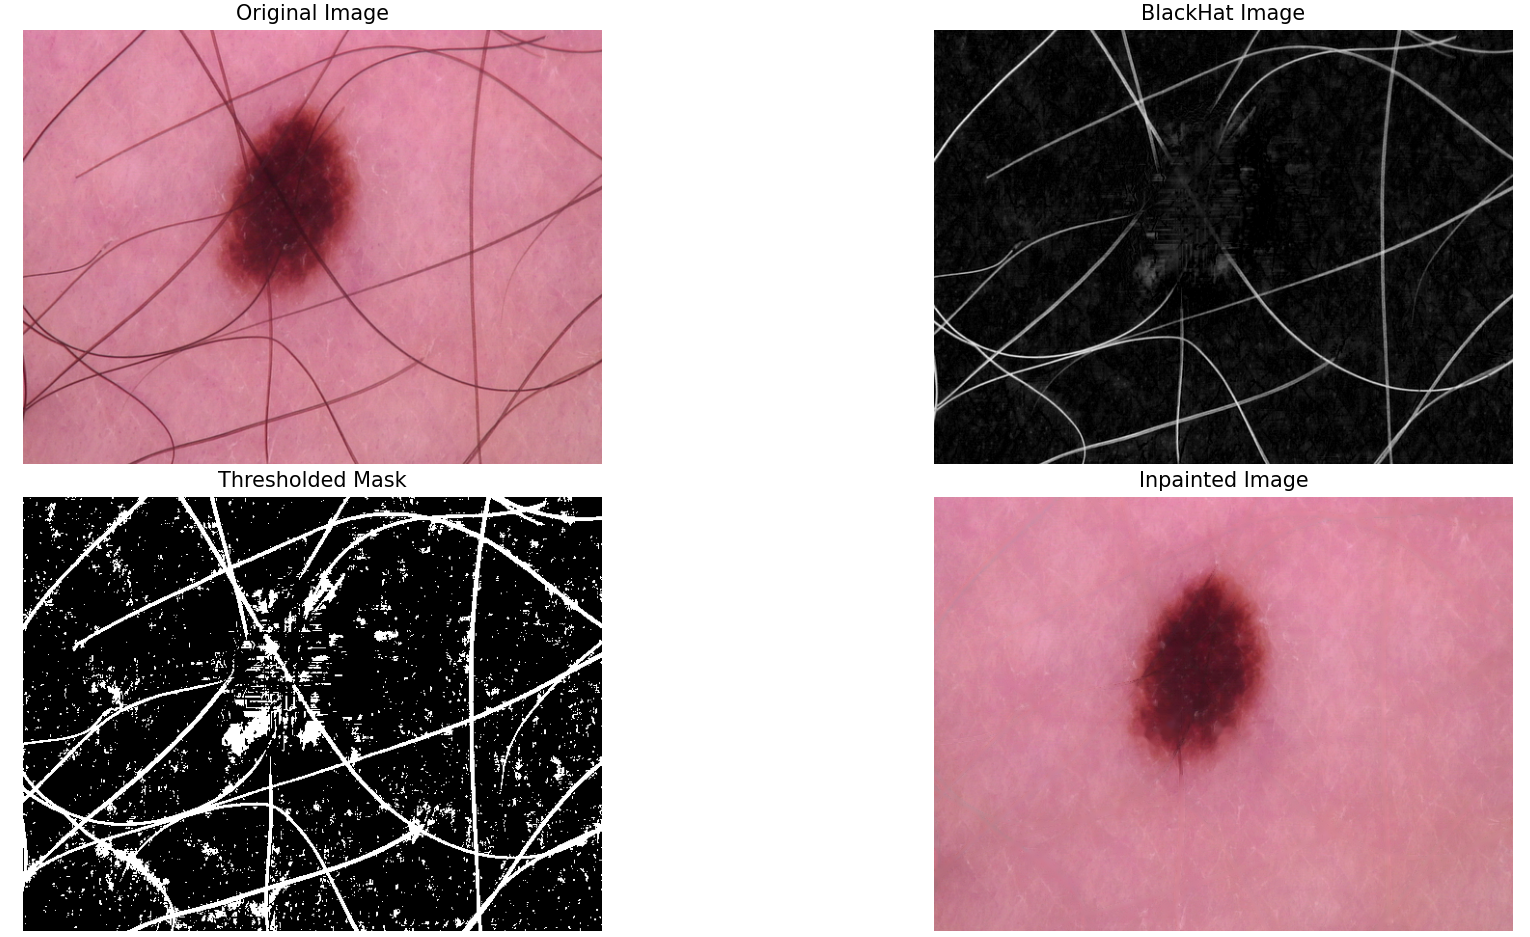 Original Image
BlackHat Image
Thresholded Mask
Inpainted Image